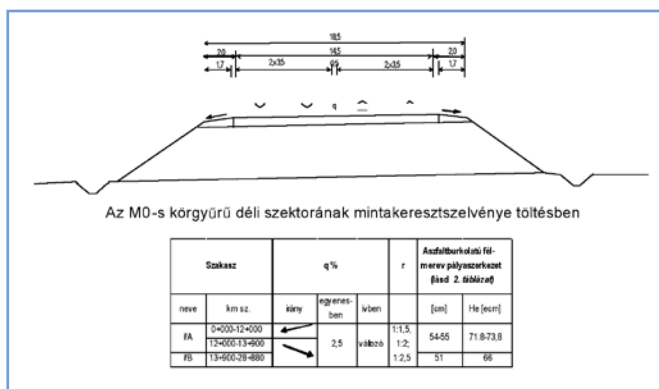 18,5
2,0 14,5 2,0
1,7 2x3,5 0,5 2x3,5 1,7
q
Az M0-s körgyűrű déli szektorának mintakeresztszelvénye töltésben
Szakasz q% r Aszfaltburkolatú fél-
merev pályaszerkezet
(lásd 2. táblázat)
neve km sz. irány egyenes-
ben ívben [cm] He [ecm]
I/A 0+000-12+000 2,5 változó 1:1,5, 54-55 71.8-73,8
12+000-13+900 1:2;
I/B 13+900-28+880 1:2,5 51 66